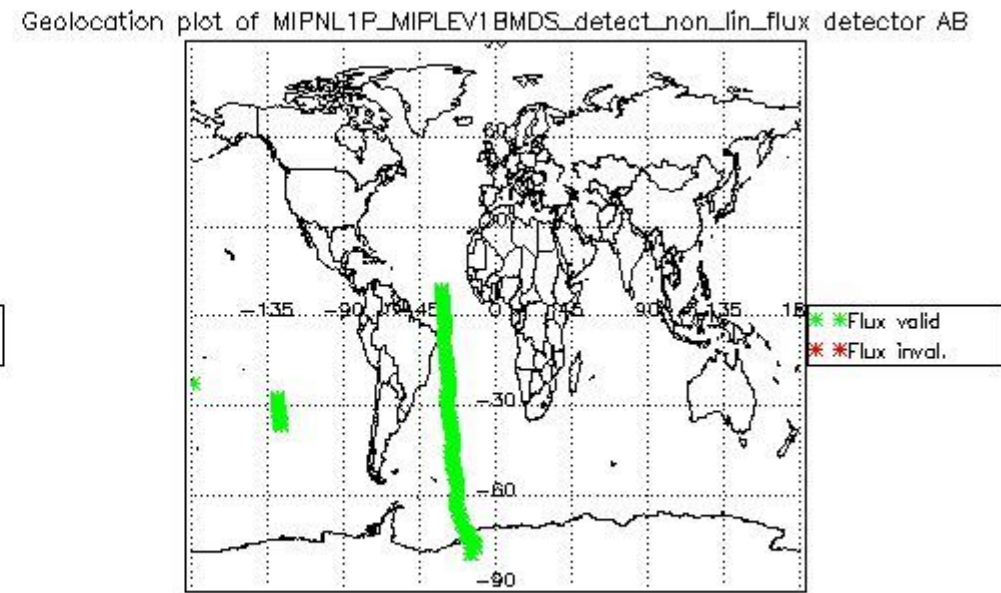 Geolocation plot of MIPNL1P_MIPLEV1BMDS_detect_non_lin_flux detector AB
60
-135 -90 -45 0 45 90 135
Flux valid
Flux inval.
-30
-60
-90